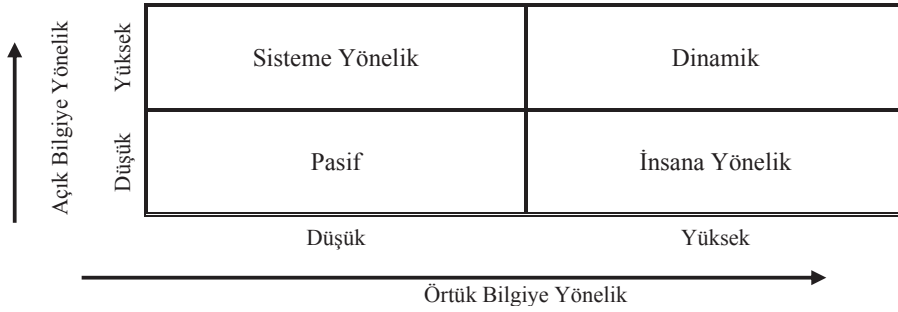 Açık Bilgiye Yönelik
Yüksek
Sisteme Yönelik
Dinamik
Düşük
Pasif
İnsana Yönelik
Düşük
Yüksek
Örtük Bilgiye Yönelik